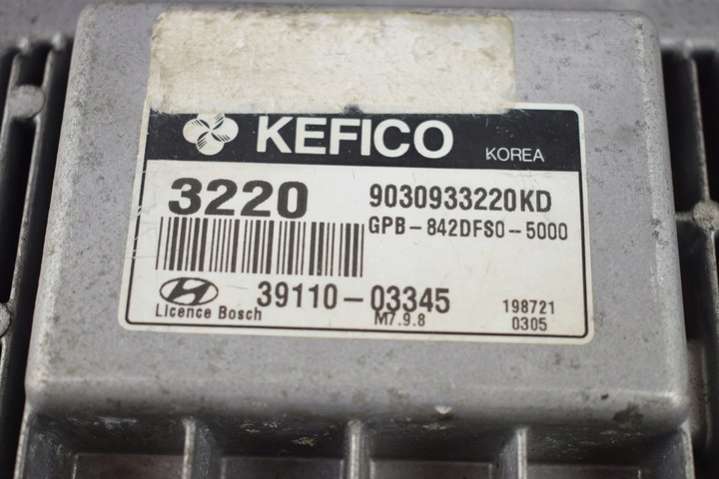 KEFICO KOREA
3220 9030933220KD
GPB-842DFS0-5000
39110-03345
Licence Bosch M7.9.8
198721
0305